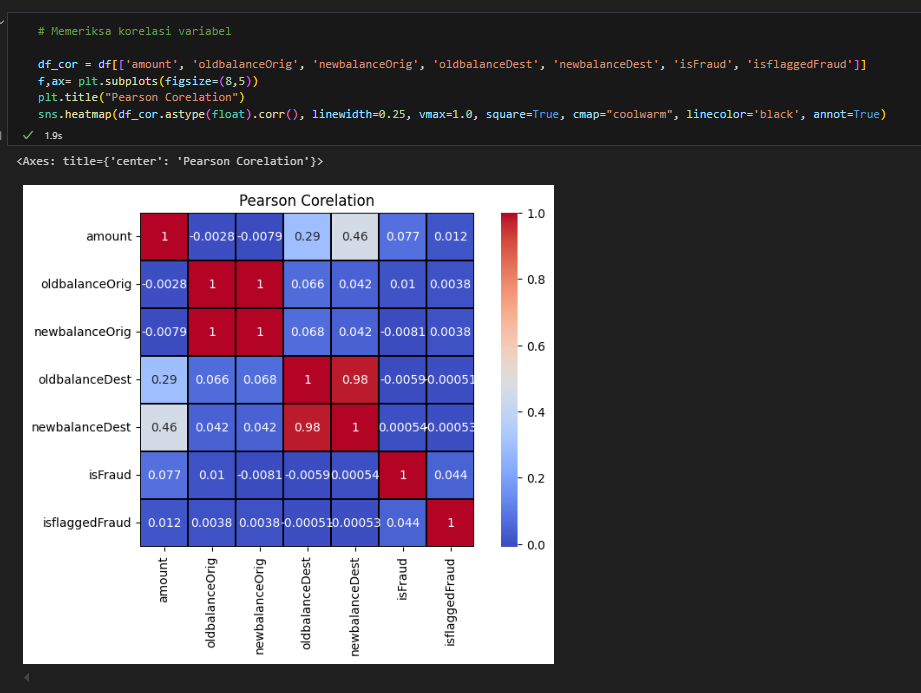 # Memeriksa korelasi variabel
df_cor = df[['amount', 'oldbalanceOrig', 'newbalanceOrig', 'oldbalanceDest', 'newbalanceDest', 'isFraud', 'isflaggedFraud']]
f,ax= plt.subplots(figsize=(8,5))
plt.title("Pearson Corelation")
sns.heatmap(df_cor.astype(float).corr(), linewidth=0.25, vmax=1.0, square=True, cmap="coolwarm", linecolor='black', annot=True)
1.9s
<Axes: title={'center': 'Pearson Corelation'}>
Pearson Corelation
amount 1 -0.0028 -0.0079 0.29 0.46 0.077 0.012
oldbalanceOrig -0.0028 1 1 0.066 0.042 0.01 0.0038
newbalanceOrig -0.0079 1 1 0.068 0.042 -0.0081 0.0038
oldbalanceDest 0.29 0.066 0.068 1 0.98 -0.0059 -0.00051
newbalanceDest 0.46 0.042 0.042 0.98 1 0.00054 -0.00053
isFraud 0.077 0.01 -0.0081 -0.0059 0.00054 1 0.044
isflaggedFraud 0.012 0.0038 0.0038 -0.00051 -0.00053 0.044 1
amount
oldbalanceOrig
newbalanceOrig
oldbalanceDest
newbalanceDest
isFraud
isflaggedFraud
1.0
0.8
0.6
0.4
0.2
0.0